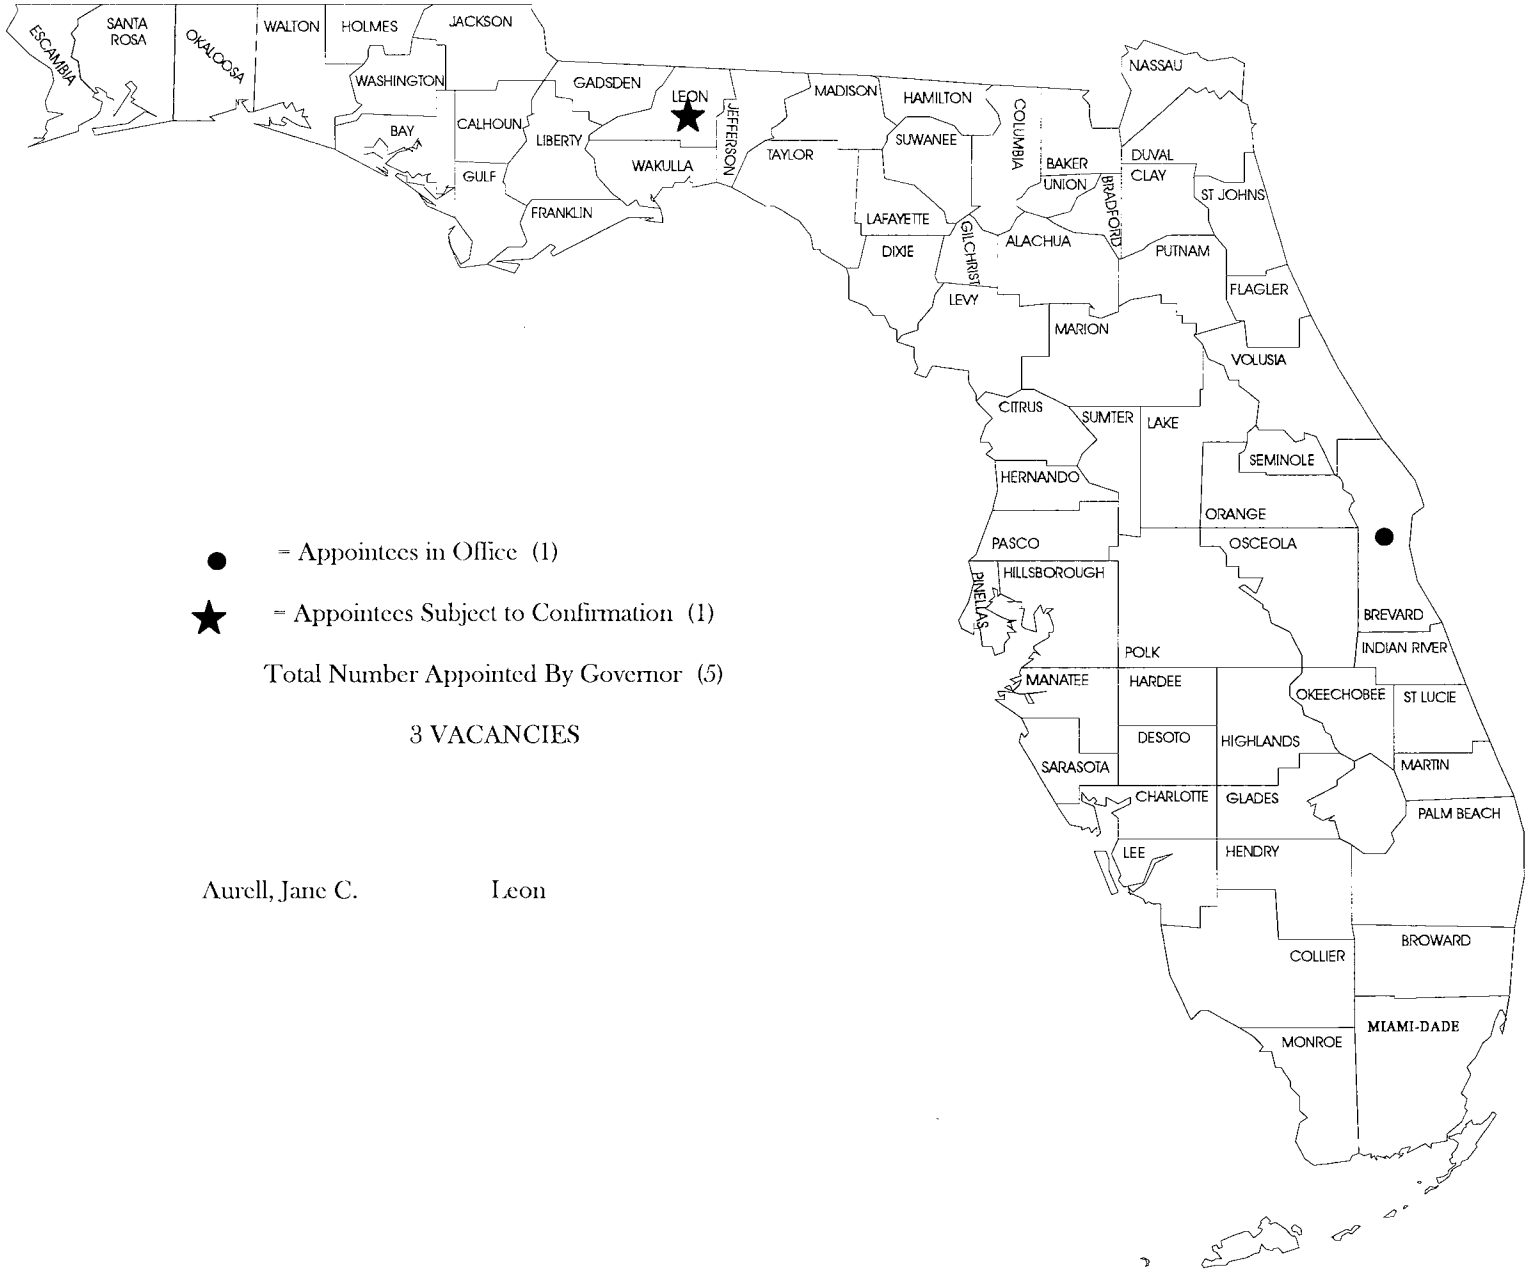 ESCAMBIA
SANTA
ROSA
OKALOOSA
WALTON
HOLMES
JACKSON
WASHINGTON
BAY
CALHOUN
GULF
LIBERTY
GADSDEN
FRANKLIN
LEON
WAKULLA
JEFFERSON
MADISON
TAYLOR
HAMILTON
SUWANEE
LAFAYETTE
DIXIE
GILCHRIST
COLUMBIA
BAKER
UNION
BRADFORD
ALACHUA
LEVY
NASSAU
DUVAL
CLAY
ST JOHNS
PUTNAM
FLAGLER
MARION
VOLUSIA
CITRUS
SUMTER
LAKE
SEMINOLE
HERNANDO
ORANGE
PASCO
OSCEOLA
HILLSBOROUGH
PINELLAS
BREVARD
POLK
INDIAN RIVER
MANATEE
HARDEE
OKEECHOBEE
ST LUCIE
DESOTO
HIGHLANDS
SARASOTA
MARTIN
CHARLOTTE
GLADES
PALM BEACH
LEE
HENDRY
BROWARD
COLLIER
MIAMI-DADE
MONROE
= Appointees in Office (1)
= Appointees Subject to Confirmation (1)
Total Number Appointed By Governor (5)
3 VACANCIES
Aurell, Jane C. Leon